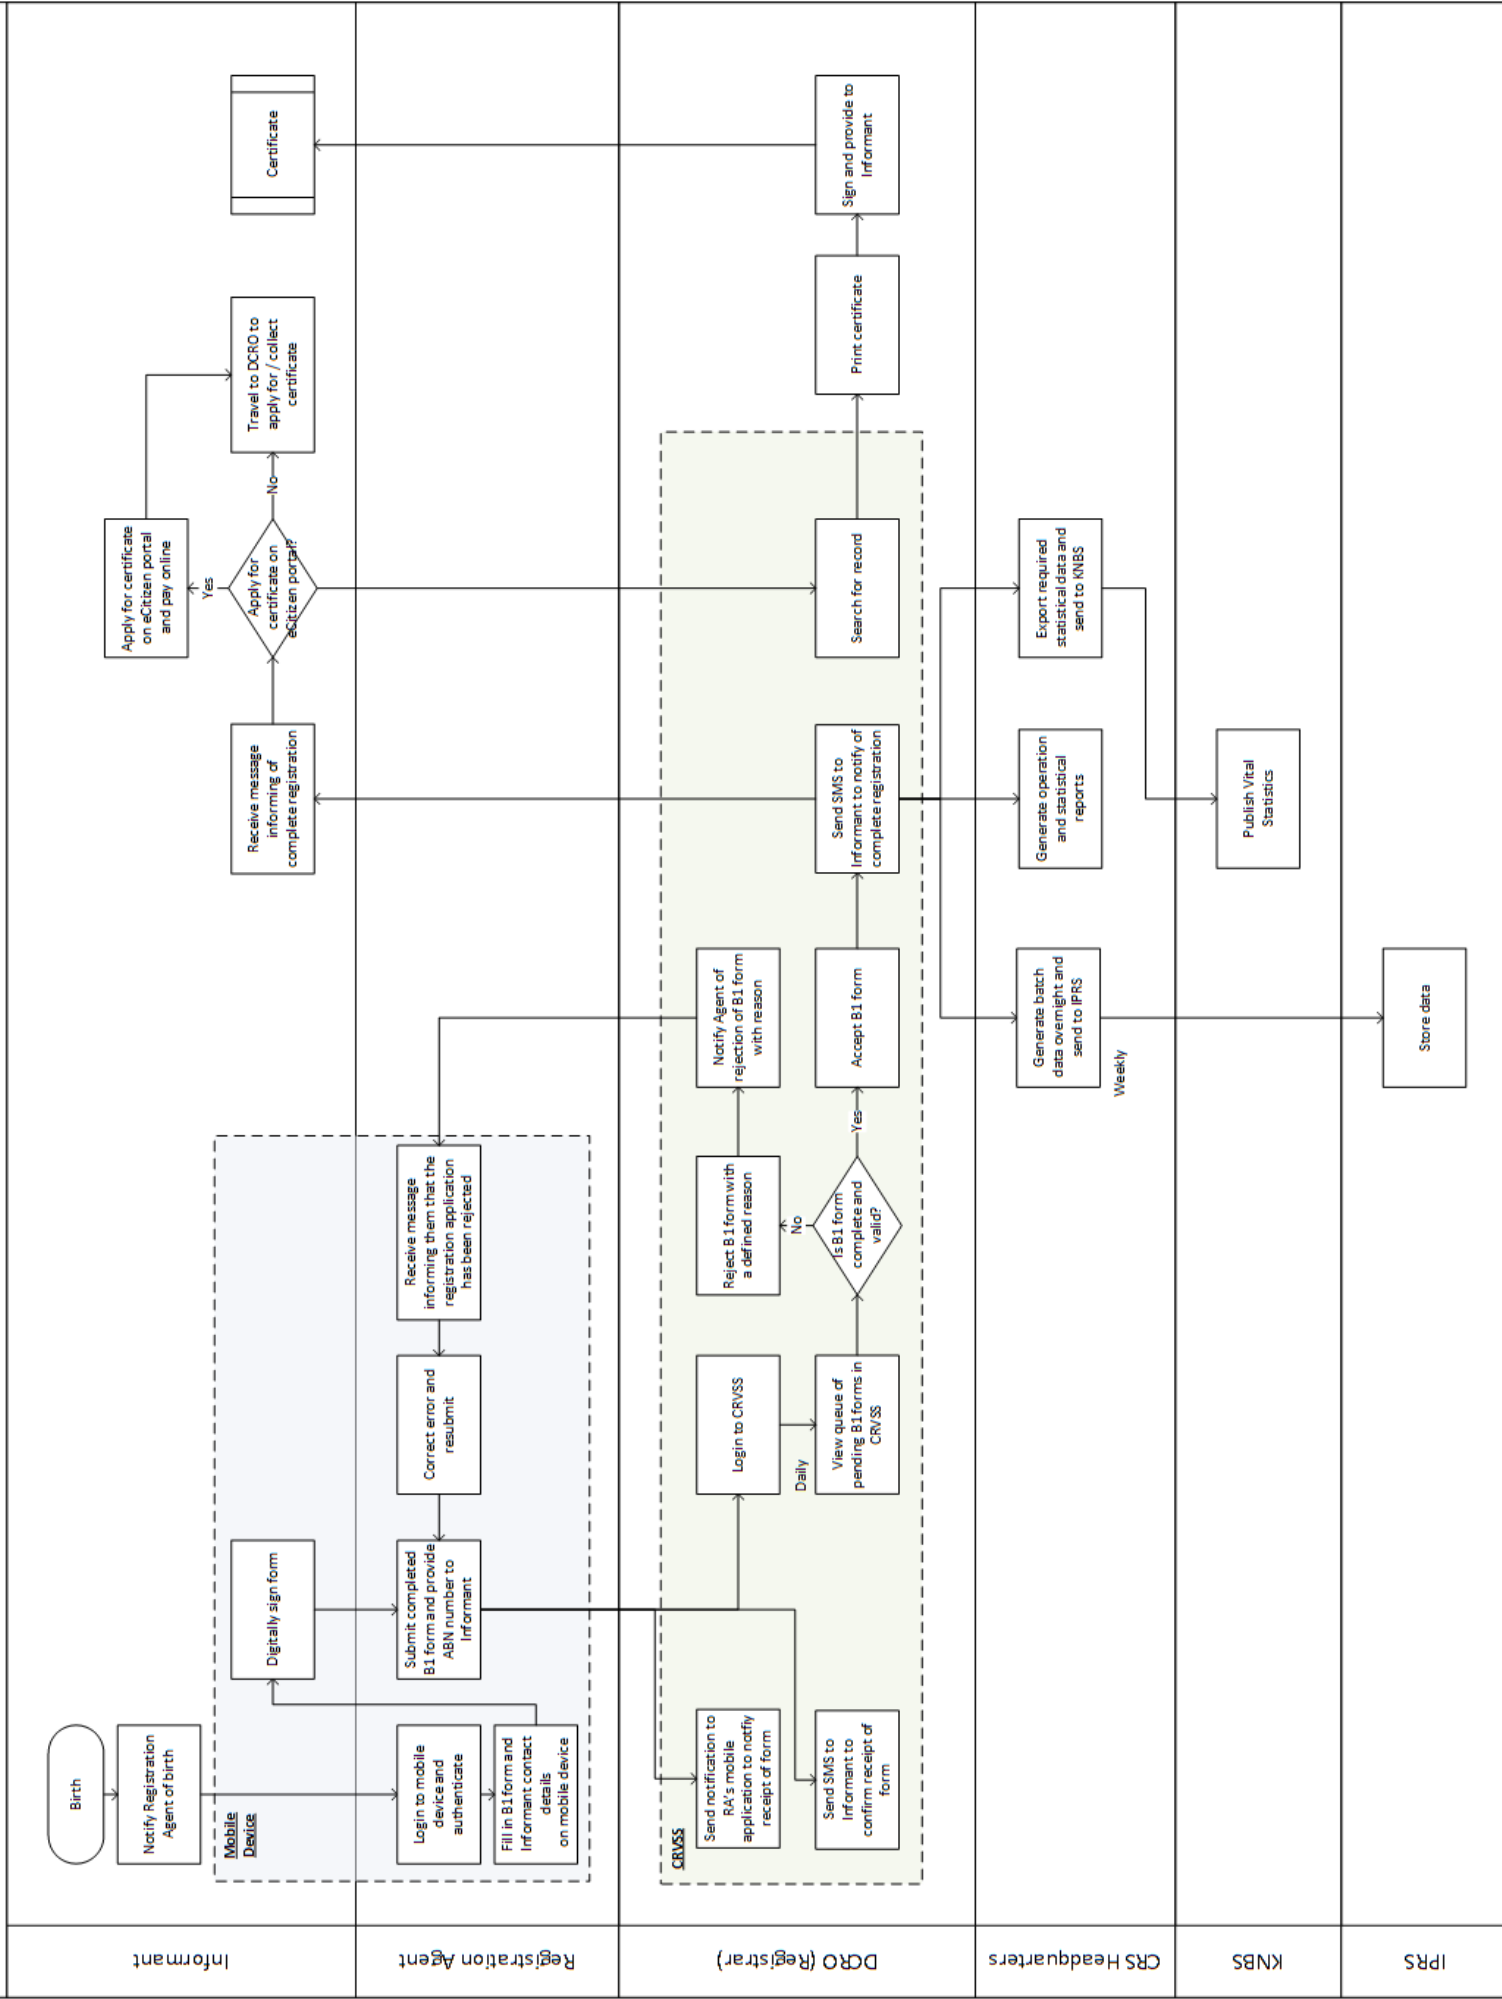 Informant
Birth
Notify Registration
Agent of birth
Mobile
Device
Digitally sign form
Receive message
informing of
complete registration
Apply for
certificate on
eCitizen portal?
Yes
No
Apply for certificate
on eCitizen portal
and pay online
Travel to DCRO to
apply for / collect
certificate
Certificate
Registration Agent
Login to mobile
device and
authenticate
Fill in B1 form and
Informant contact
details
on mobile device
Submit completed
B1 form and provide
ABN number to
Informant
Correct error and
resubmit
Receive message
informing them that the
registration application
has been rejected
DCRO (Registrar)
CRVSS
Send notification to
RA's mobile
application to notfiy
receipt of form
Send SMS to
Informant to
confirm receipt of
form
Login to CRVSS
Daily
View queue of
pending B1 forms in
CRVSS
Is B1 form
complete and
valid?
No
Yes
Reject B1 form with
a defined reason
Notify Agent of
rejection of B1 form
with reason
Accept B1 form
Send SMS to
Informant to notify of
complete registration
Search for record
Print certificate
Sign and provide to
Informant
CRS Headquarters
Generate batch
data overnight and
send to IPRS
Weekly
Generate operation
and statistical
reports
Export required
statistical data and
send to KNBS
KNBS
Publish Vital
Statistics
IPRS
Store data